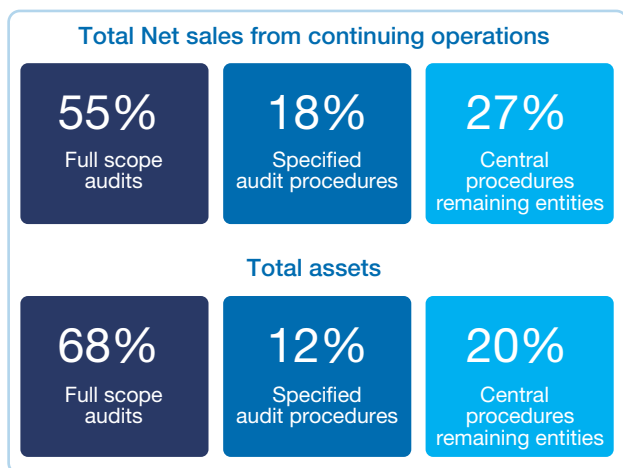 Total Net sales from continuing operations
55%
Full scope
audits
18%
Specified
audit procedures
27%
Central
procedures
remaining entities
Total assets
68%
Full scope
audits
12%
Specified
audit procedures
20%
Central
procedures
remaining entities